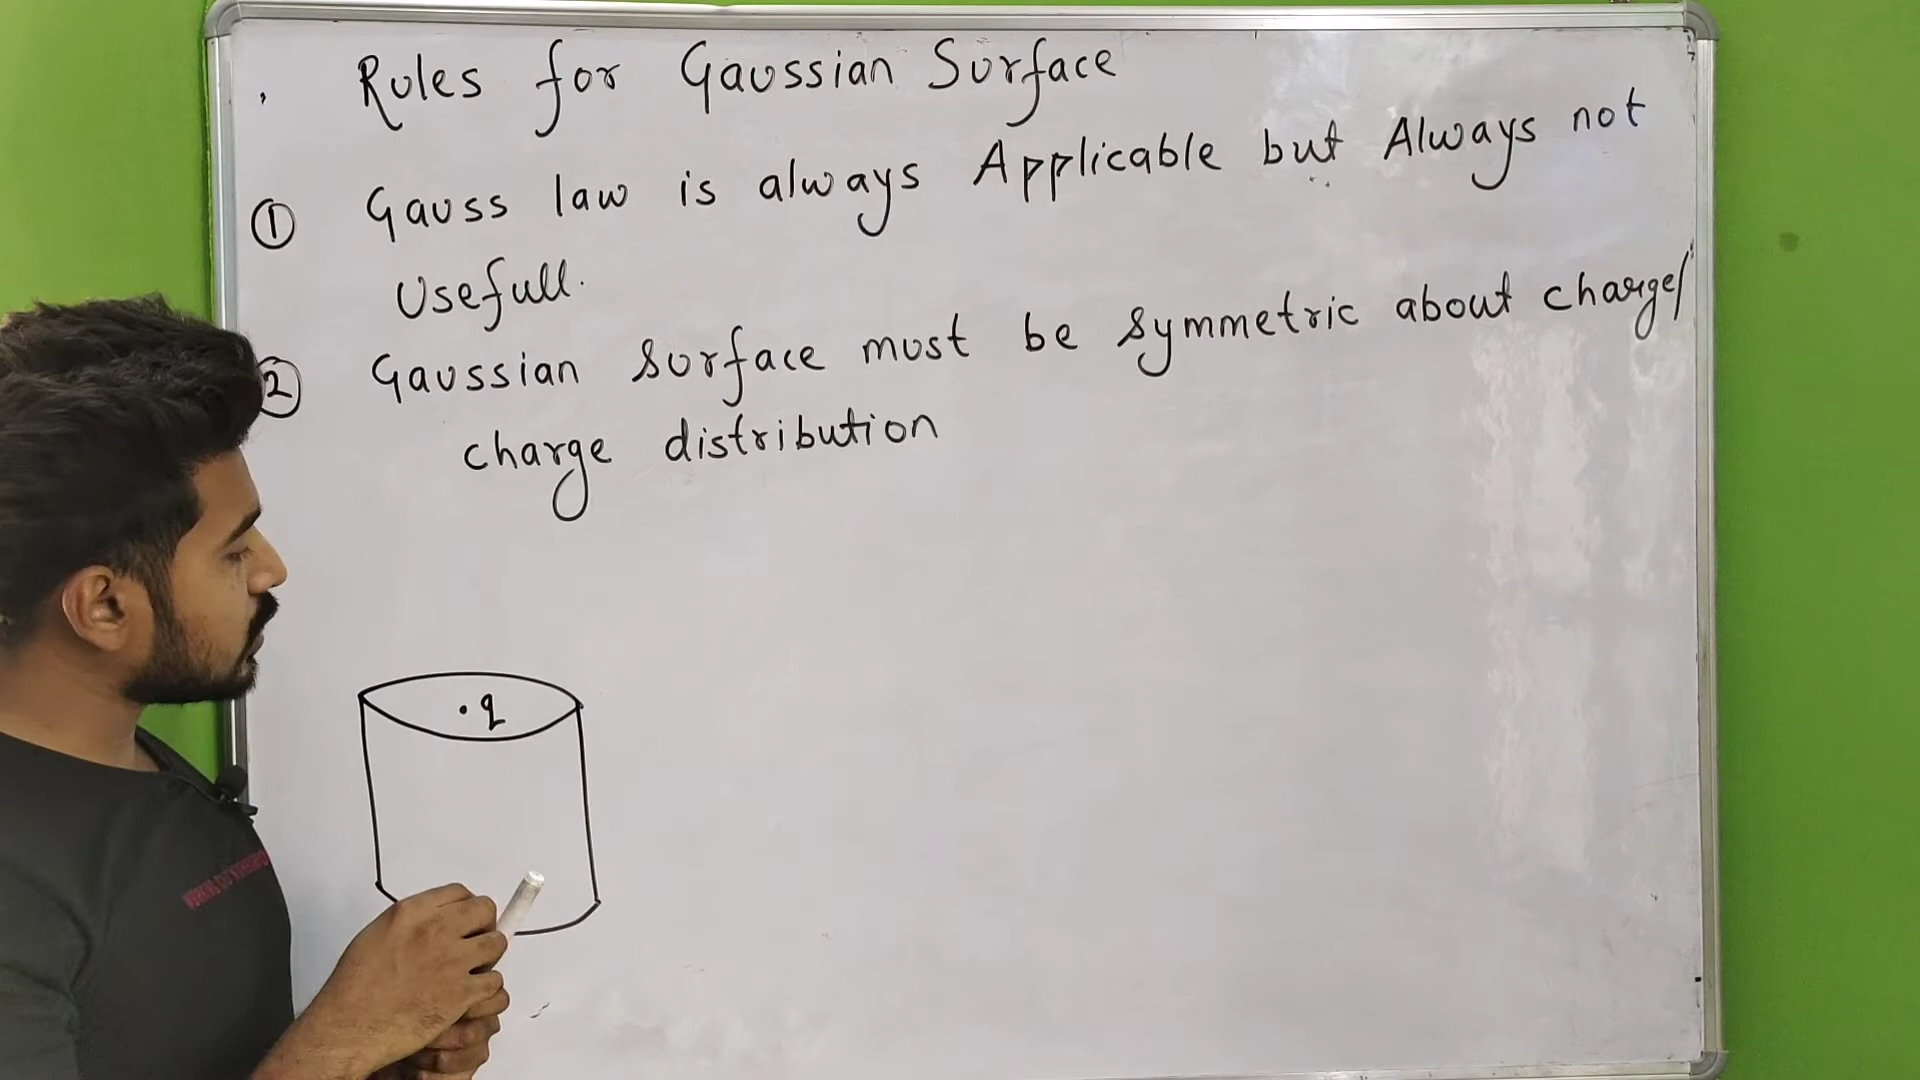 Rules for Gaussian Surface
① Gauss law is always Applicable but Always not
Usefull.
② Gaussian surface must be symmetric about charge/
charge distribution
q